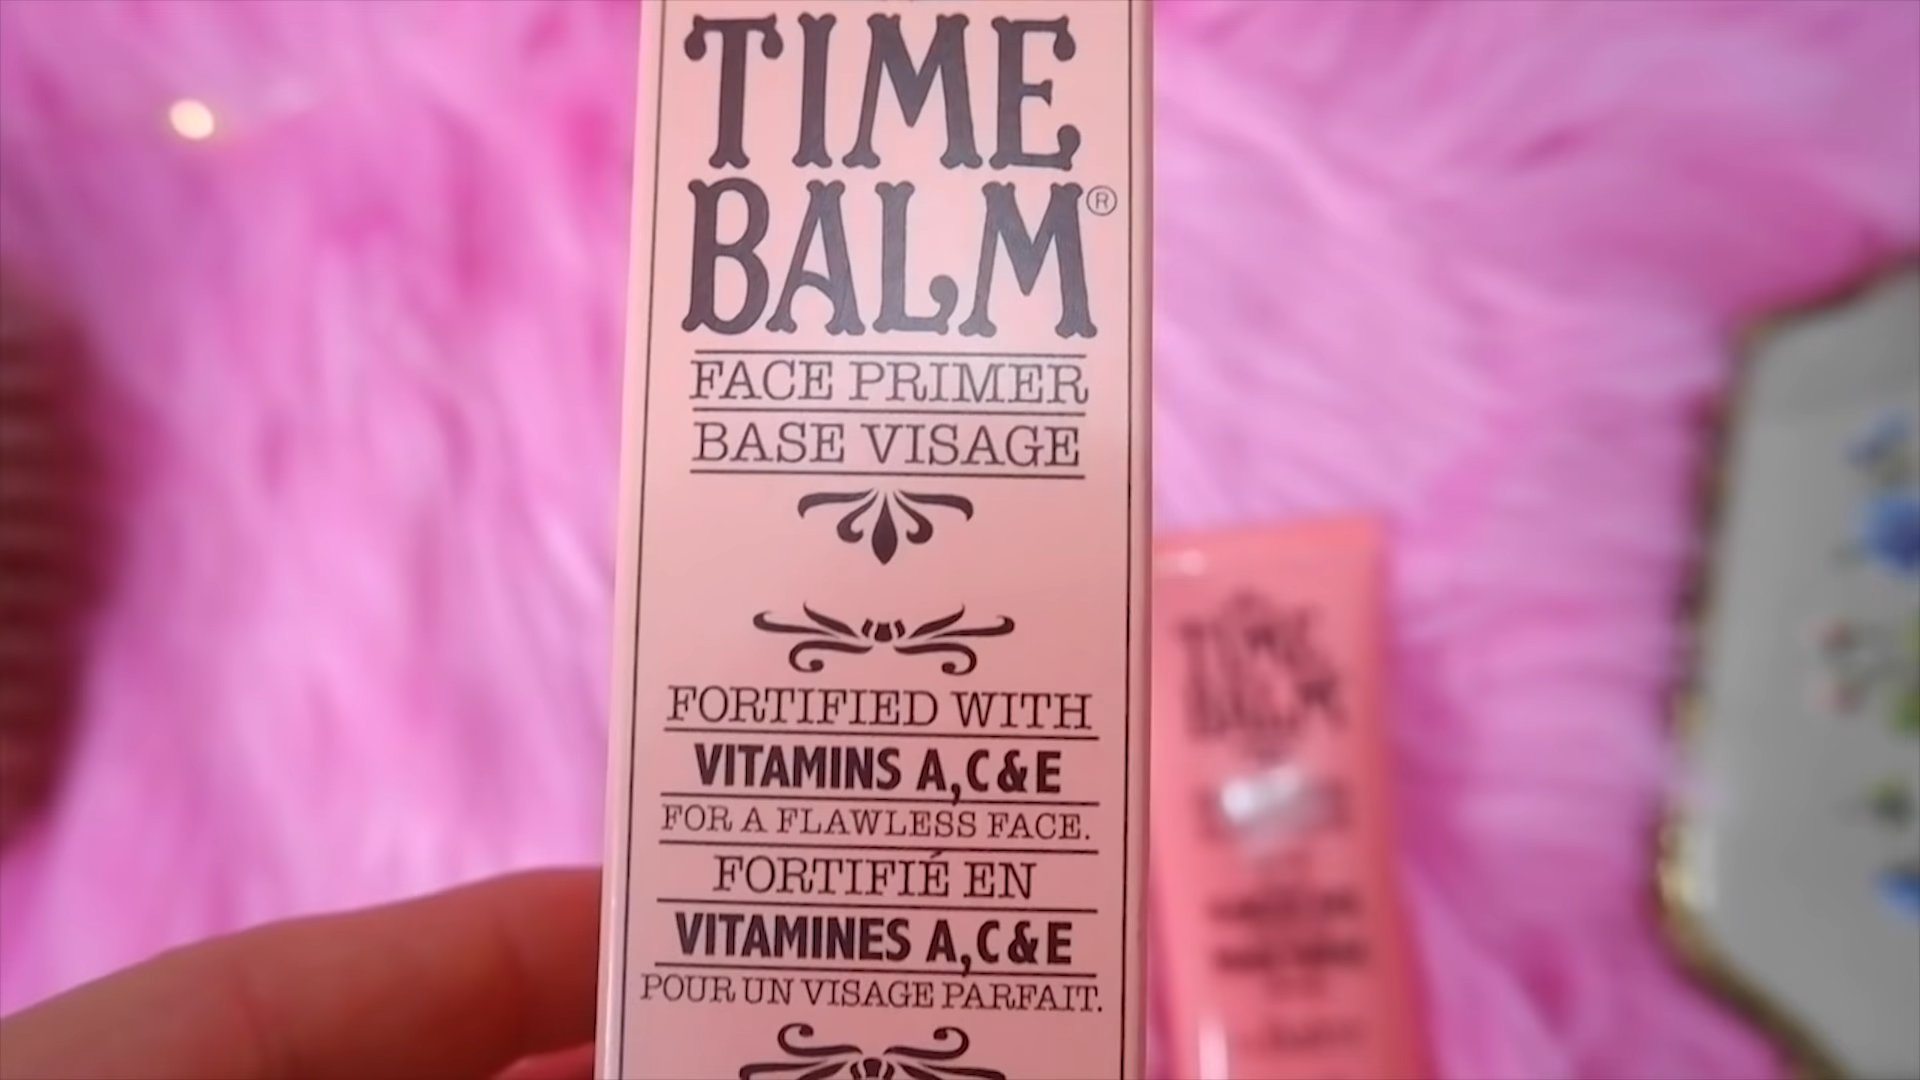 TIME
BALM®
FACE PRIMER
BASE VISAGE
FORTIFIED WITH
VITAMINS A, C & E
FOR A FLAWLESS FACE.
FORTIFIÉ EN
VITAMINES A, C & E
POUR UN VISAGE PARFAIT.
TIME
BALM